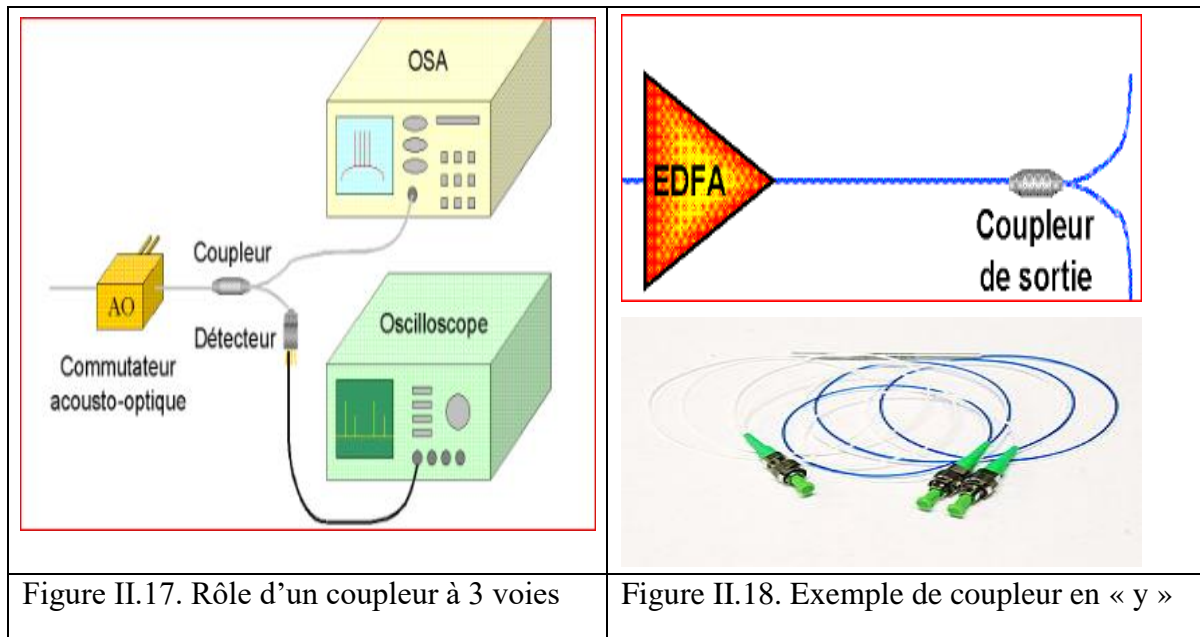 OSA
Coupleur
AO
Détecteur
Oscilloscope
Commutateur
acousto-optique
EDFA
Coupleur
de sortie
Figure II.17. Rôle d’un coupleur à 3 voies
Figure II.18. Exemple de coupleur en « y »